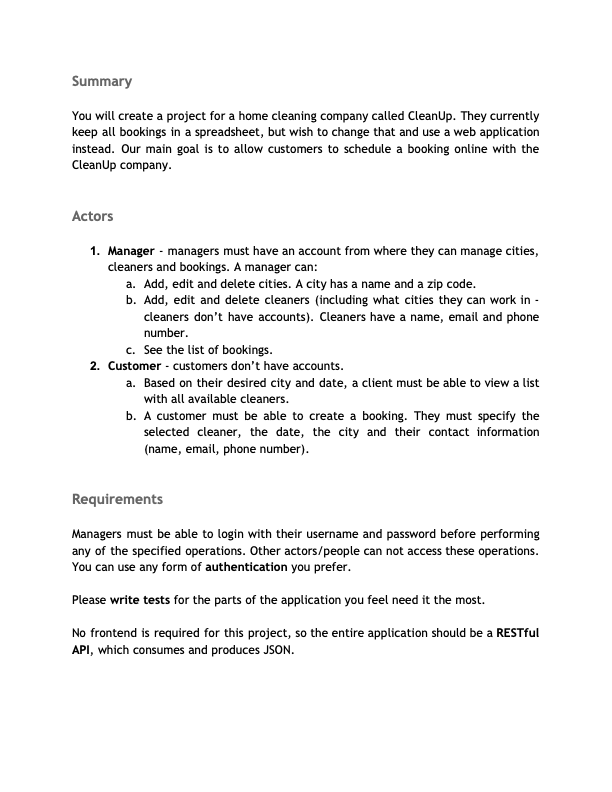 Summary
You will create a project for a home cleaning company called CleanUp. They currently
keep all bookings in a spreadsheet, but wish to change that and use a web application
instead. Our main goal is to allow customers to schedule a booking online with the
CleanUp company.
Actors
1. Manager - managers must have an account from where they can manage cities,
cleaners and bookings. A manager can:
a. Add, edit and delete cities. A city has a name and a zip code.
b. Add, edit and delete cleaners (including what cities they can work in -
cleaners don’t have accounts). Cleaners have a name, email and phone
number.
c. See the list of bookings.
2. Customer - customers don’t have accounts.
a. Based on their desired city and date, a client must be able to view a list
with all available cleaners.
b. A customer must be able to create a booking. They must specify the
selected cleaner, the date, the city and their contact information
(name, email, phone number).
Requirements
Managers must be able to login with their username and password before performing
any of the specified operations. Other actors/people can not access these operations.
You can use any form of authentication you prefer.
Please write tests for the parts of the application you feel need it the most.
No frontend is required for this project, so the entire application should be a RESTful
API, which consumes and produces JSON.